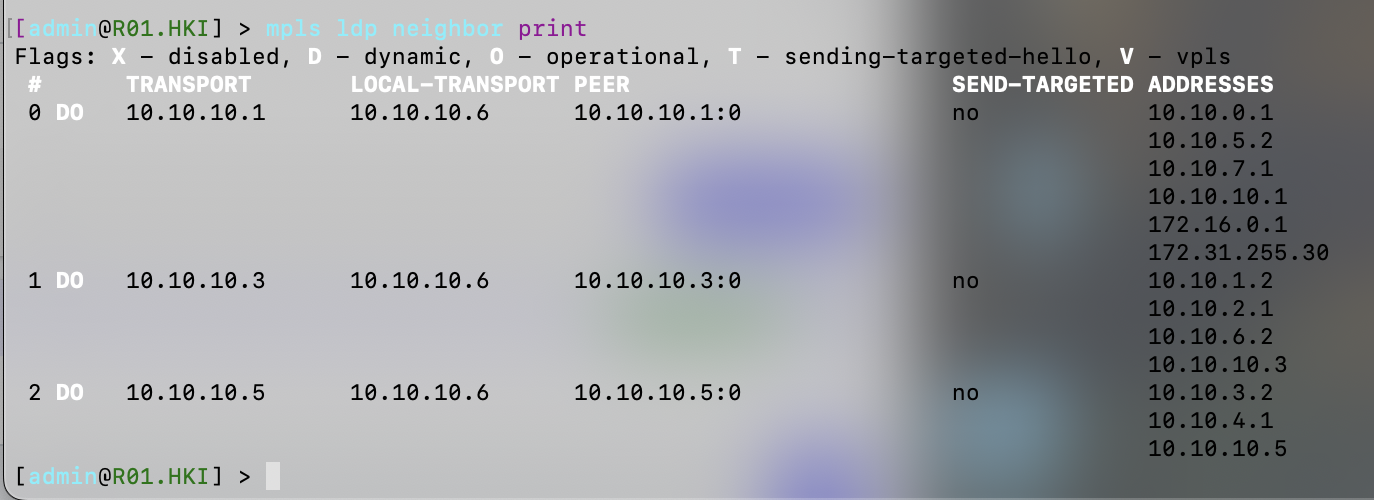 [[admin@R01.HKI] > mpls ldp neighbor print
Flags: X - disabled, D - dynamic, O - operational, T - sending-targeted-hello, V - vpls
# TRANSPORT LOCAL-TRANSPORT PEER SEND-TARGETED ADDRESSES
0 DO 10.10.10.1 10.10.10.6 10.10.10.1:0 no 10.10.0.1
10.10.5.2
10.10.7.1
10.10.10.1
172.16.0.1
172.31.255.30
1 DO 10.10.10.3 10.10.10.6 10.10.10.3:0 no 10.10.1.2
10.10.2.1
10.10.6.2
10.10.10.3
2 DO 10.10.10.5 10.10.10.6 10.10.10.5:0 no 10.10.3.2
10.10.4.1
10.10.10.5
[admin@R01.HKI] >